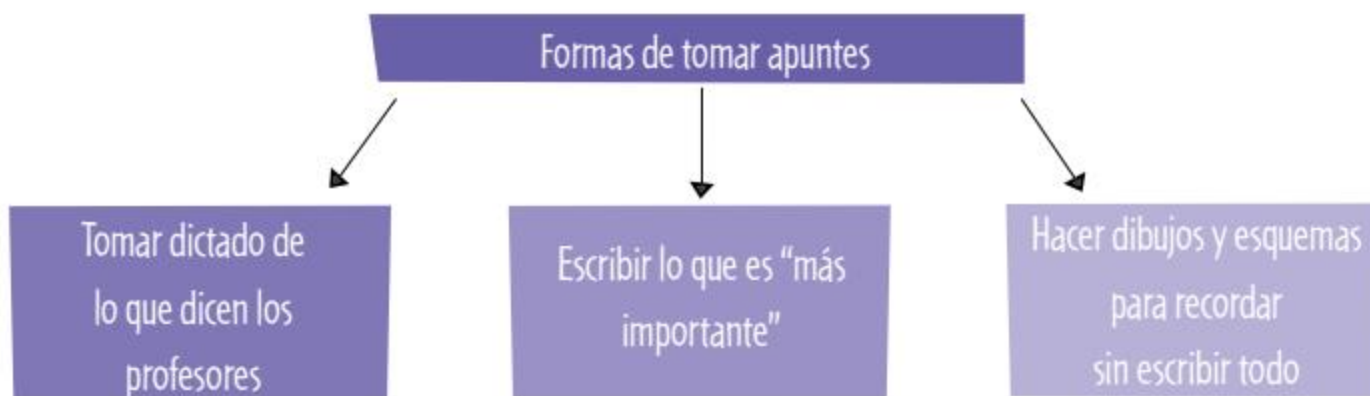 Formas de tomar apuntes
Tomar dictado de
lo que dicen los
profesores
Escribir lo que es “más
importante”
Hacer dibujos y esquemas
para recordar
sin escribir todo